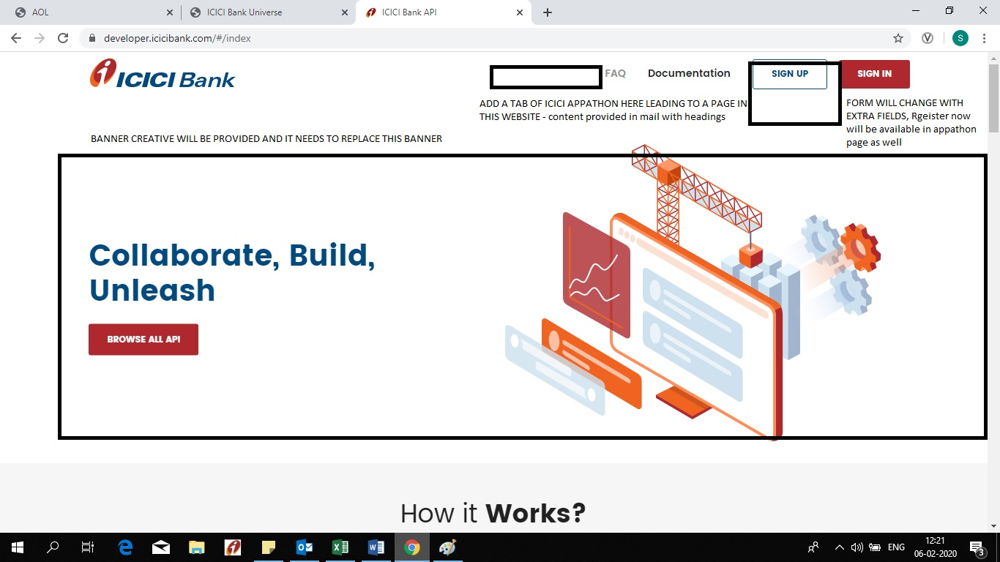 AOL
ICICI Bank Universe
ICICI Bank API
developer.icicibank.com/#/index
S
ICICI Bank
FAQ
Documentation
SIGN UP
SIGN IN
ADD A TAB OF ICICI APPATHON HERE LEADING TO A PAGE IN
THIS WEBSITE - content provided in mail with headings
FORM WILL CHANGE WITH
EXTRA FIELDS, Rgeister now
will be available in appathon
page as well
BANNER CREATIVE WILL BE PROVIDED AND IT NEEDS TO REPLACE THIS BANNER
Collaborate, Build,
Unleash
BROWSE ALL API
How it Works?
ENG
12:21
06-02-2020
3